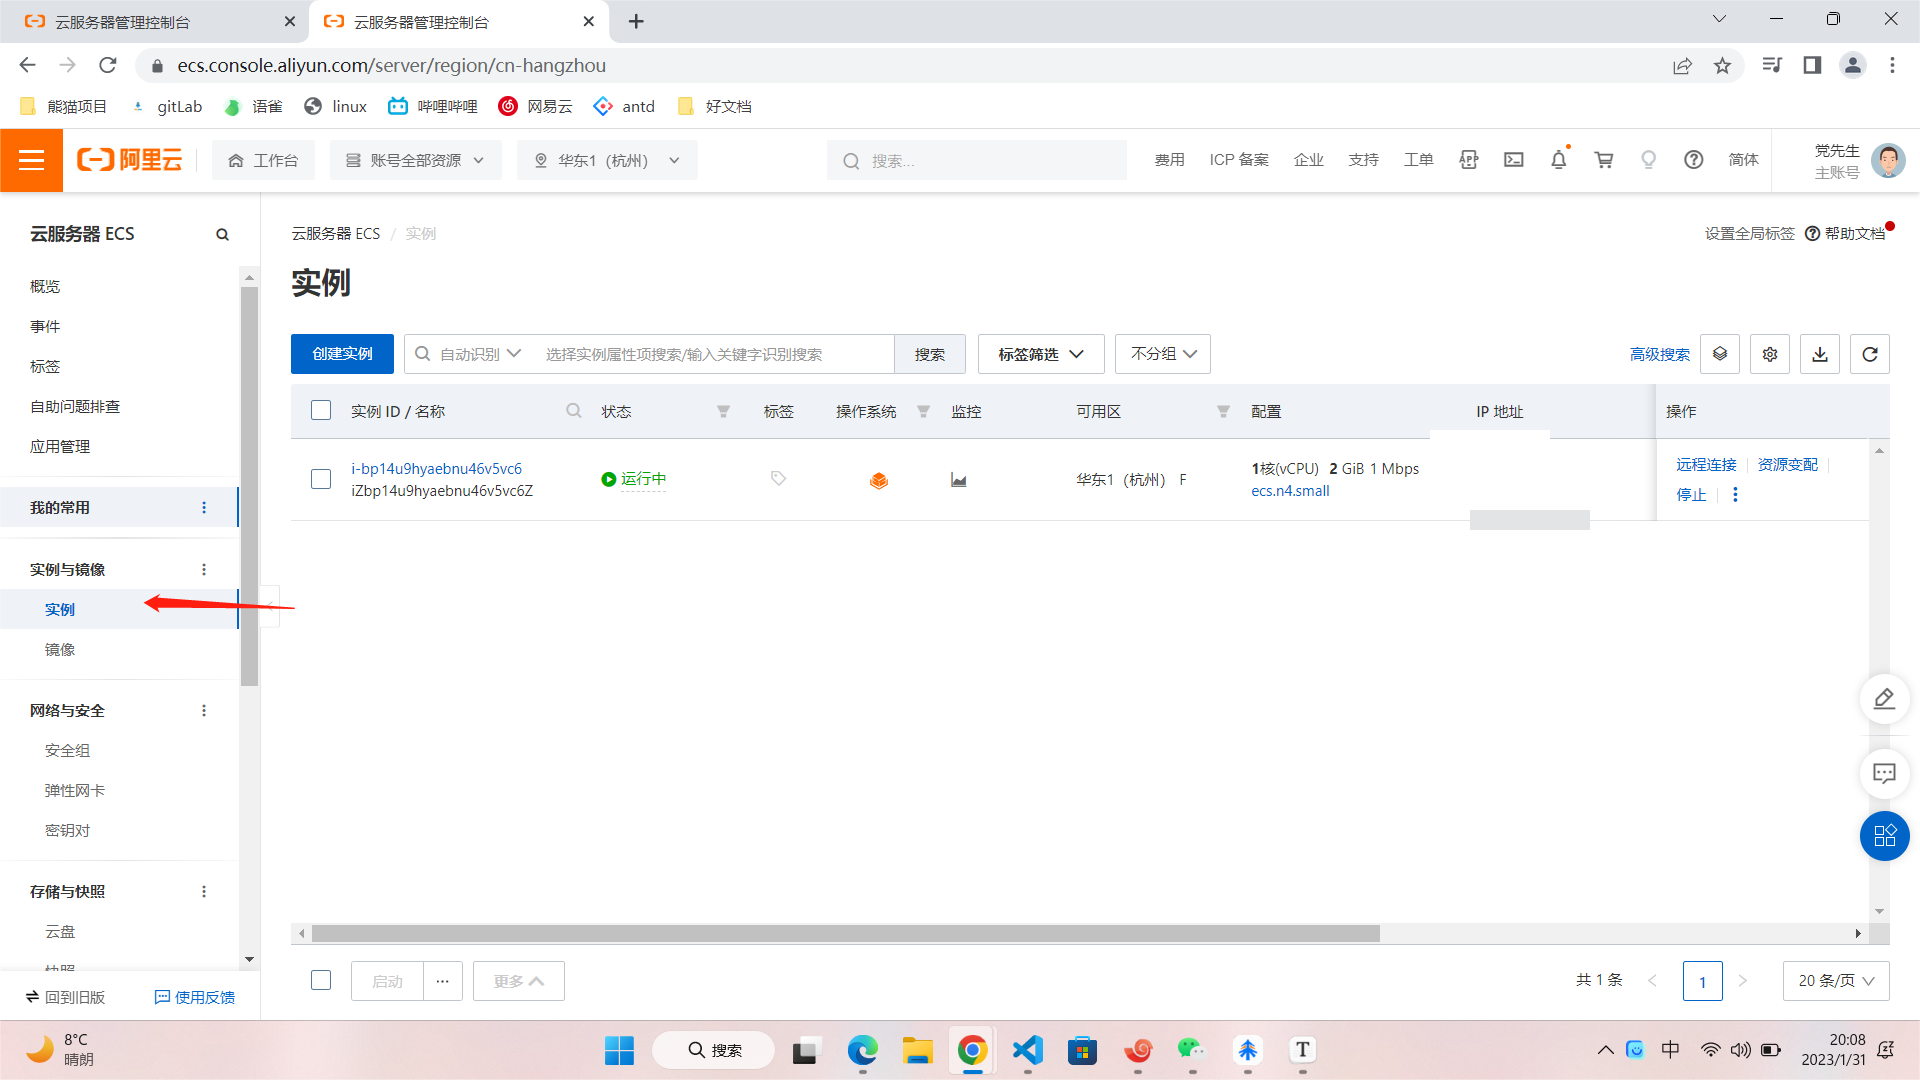 云服务器管理控制台
云服务器管理控制台
ecs.console.aliyun.com/server/region/cn-hangzhou
熊猫项目 gitLab 语雀 linux 哔哩哔哩 网易云 antd 好文档
阿里云 工作台 账号全部资源 华东1（杭州） 搜索... 费用 ICP 备案 企业 支持 工单 APP 简体 党先生
主账号
云服务器 ECS
云服务器 ECS / 实例
设置全局标签 帮助文档
概览
事件
标签
自助问题排查
应用管理
我的常用
实例与镜像
实例
镜像
网络与安全
安全组
弹性网卡
密钥对
存储与快照
云盘
快照
回到旧版 使用反馈
实例
创建实例 自动识别 选择实例属性项搜索/输入关键字识别搜索 搜索 标签筛选 不分组 高级搜索
实例 ID / 名称 状态 标签 操作系统 监控 可用区 配置 IP 地址 操作
i-bp14u9hyaebnu46v5vc6
iZbp14u9hyaebnu46v5vc6Z
运行中
华东1（杭州） F
1核(vCPU) 2 GiB 1 Mbps
ecs.n4.small
远程连接 资源变配
停止
启动 ... 更多 共 1 条 1 20 条/页
8°C
晴朗
搜索
T
中
20:08
2023/1/31